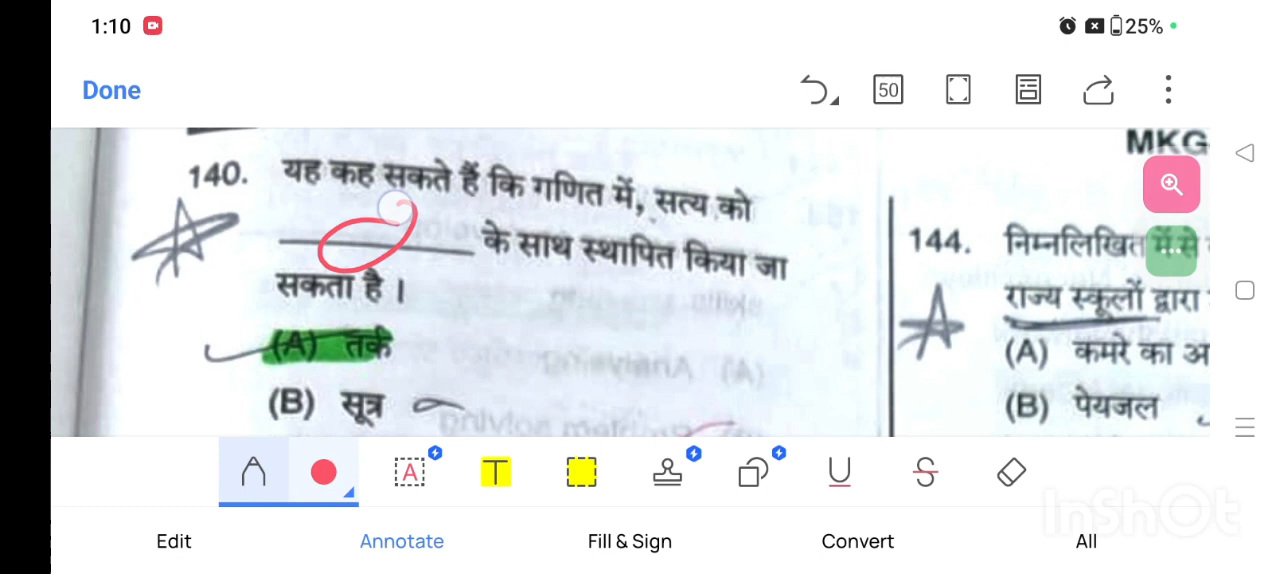 1:10
25%
Done
50
MKG
140. यह कह सकते हैं कि गणित में, सत्य को
के साथ स्थापित किया जा
सकता है ।
(A) तर्क
(B) सूत्र
144. निम्नलिखित में से
राज्य स्कूलों द्वारा
(A) कमरे का अ
(B) पेयजल
A
T
U
S
Edit
Annotate
Fill & Sign
Convert
All
InShOt